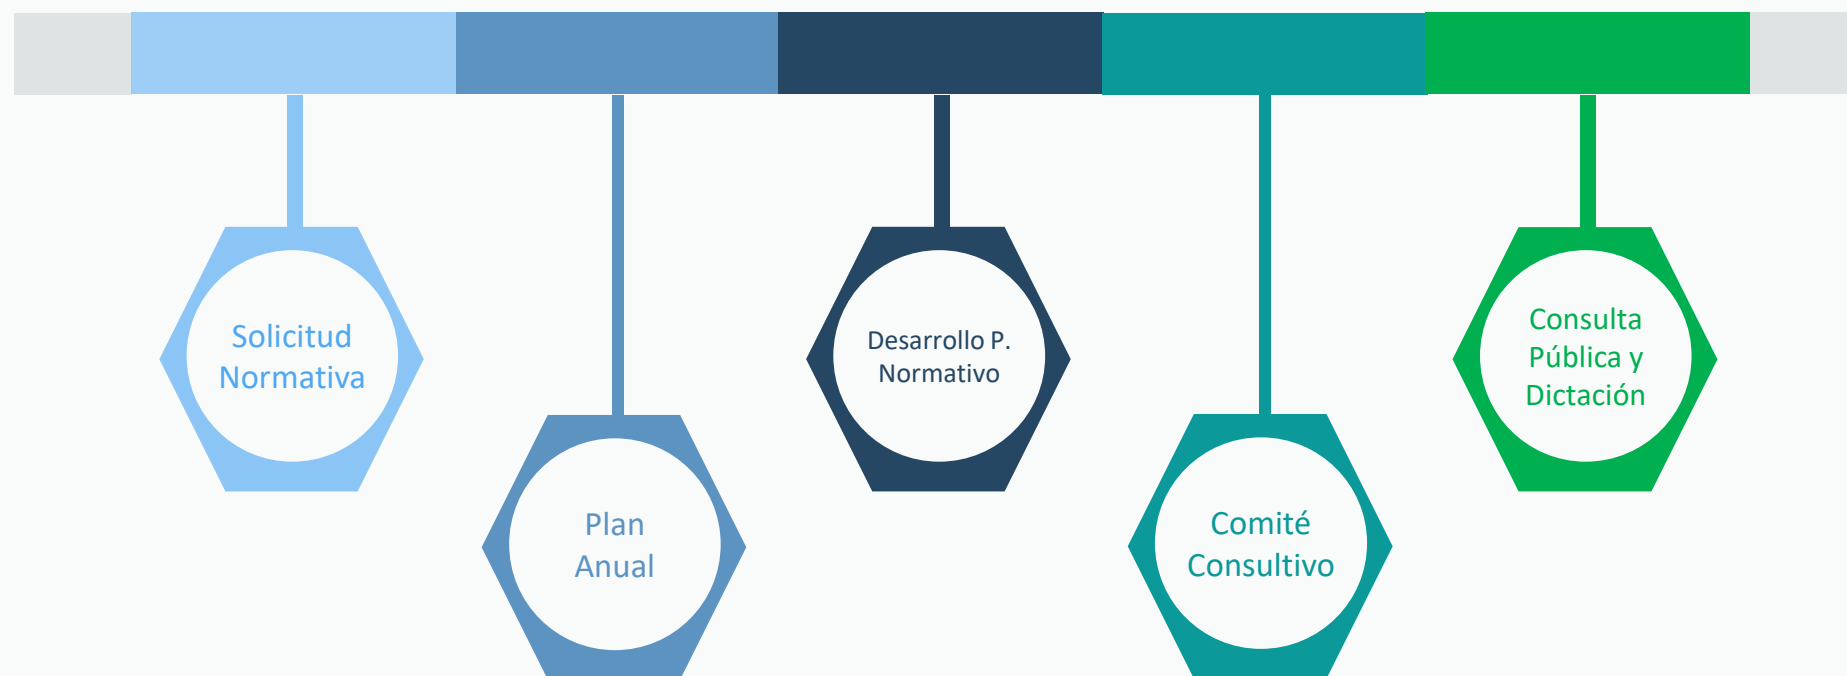 Solicitud
Normativa
Plan
Anual
Desarrollo P.
Normativo
Comité
Consultivo
Consulta
Pública y
Dictación